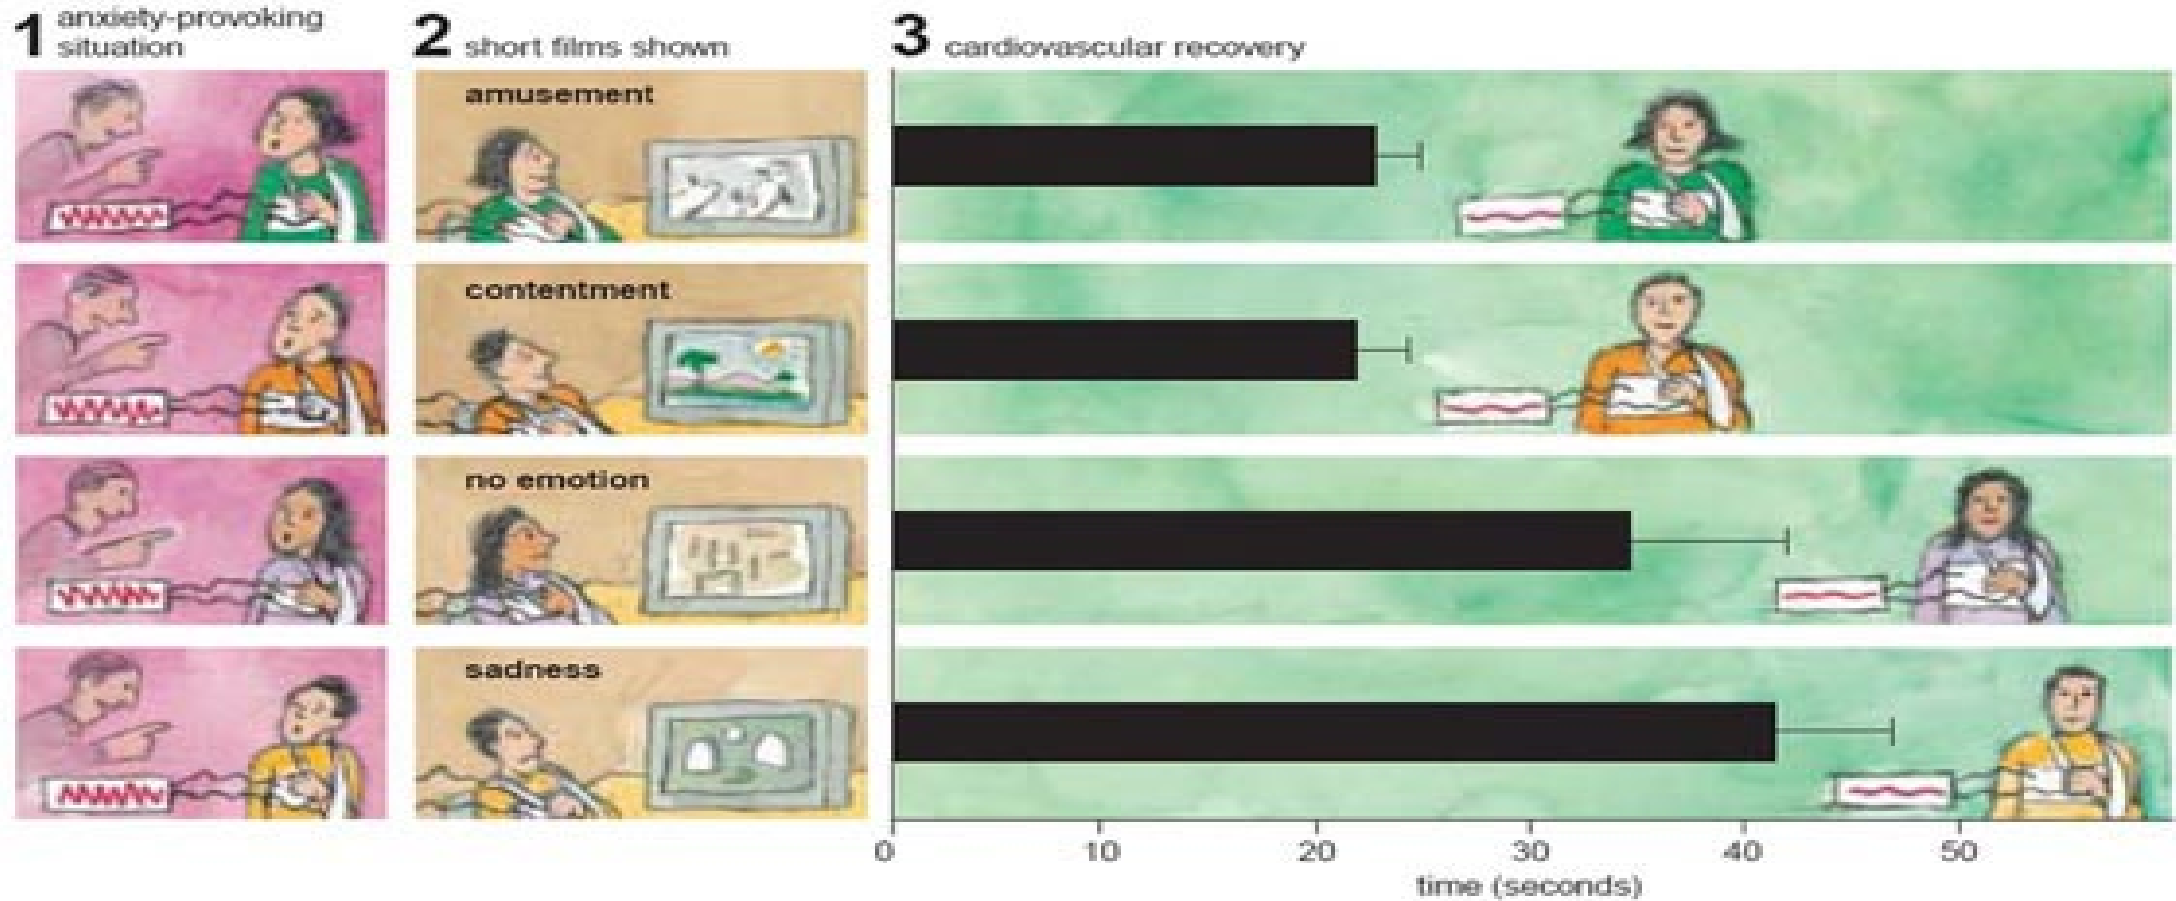 1 anxiety-provoking
situation
2 short films shown
3 cardiovascular recovery
amusement
contentment
no emotion
sadness
0 10 20 30 40 50
time (seconds)